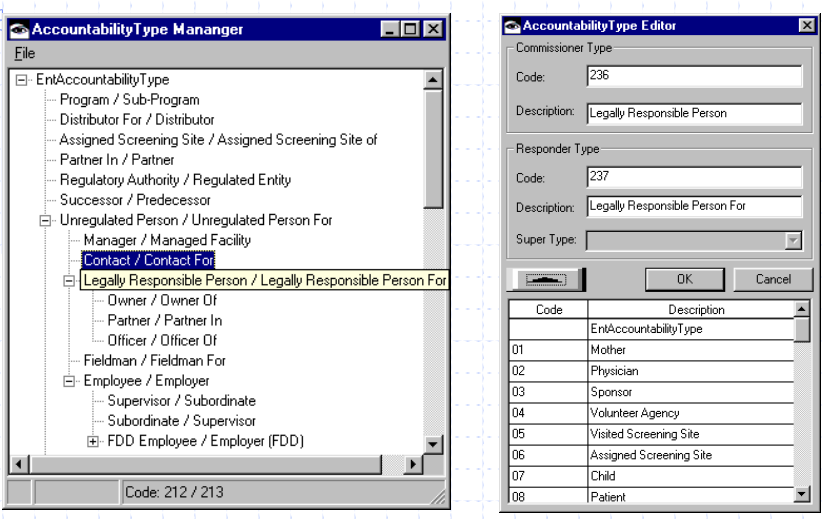 AccountabilityType Mananger
File
EntAccountabilityType
Program / Sub-Program
Distributor For / Distributor
Assigned Screening Site / Assigned Screening Site of
Partner In / Partner
Regulatory Authority / Regulated Entity
Successor / Predecessor
Unregulated Person / Unregulated Person For
Manager / Managed Facility
Contact / Contact For
Legally Responsible Person / Legally Responsible Person For
Owner / Owner Of
Partner / Partner In
Officer / Officer Of
Fieldman / Fieldman For
Employee / Employer
Supervisor / Subordinate
Subordinate / Supervisor
FDD Employee / Employer (FDD)
Code: 212 / 213
AccountabilityType Editor
Commissioner Type
Code: 236
Description: Legally Responsible Person
Responder Type
Code: 237
Description: Legally Responsible Person For
Super Type:
OK Cancel
Code Description
EntAccountabilityType
01 Mother
02 Physician
03 Sponsor
04 Volunteer Agency
05 Visited Screening Site
06 Assigned Screening Site
07 Child
08 Patient